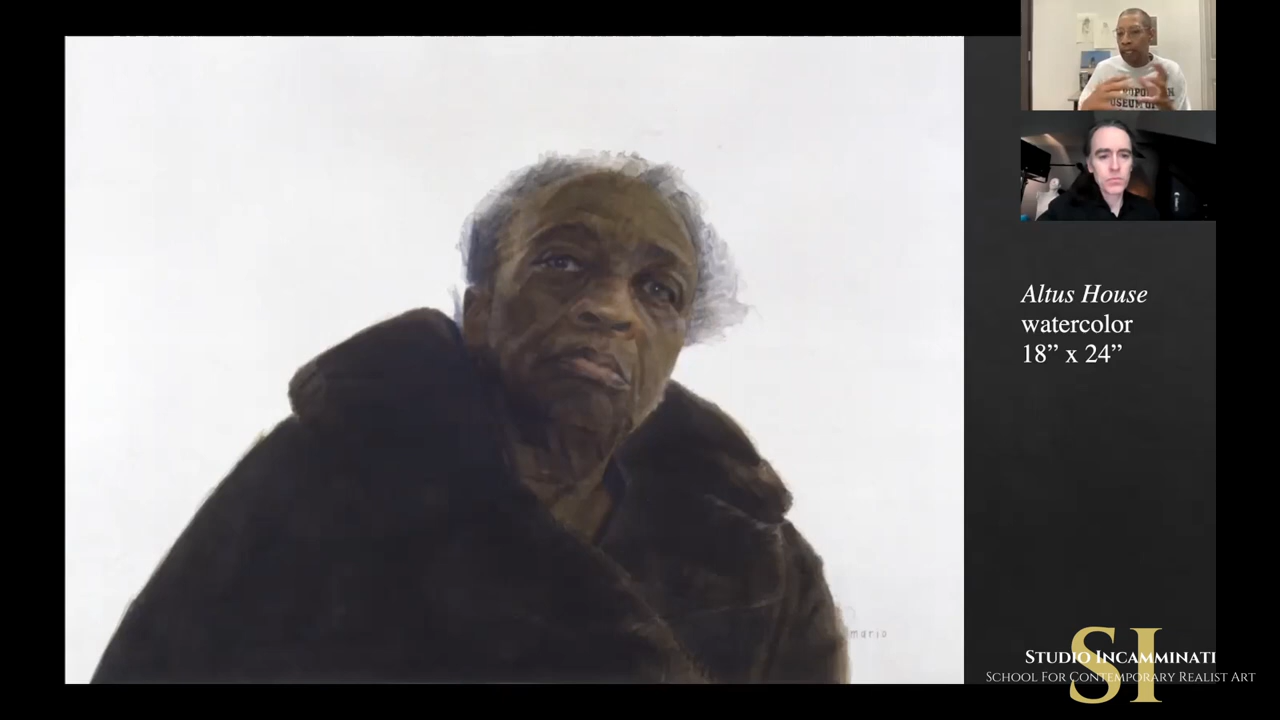 Altus House
watercolor
18” x 24”
mario
SI
STUDIO INCAMMINATI
SCHOOL FOR CONTEMPORARY REALIST ART